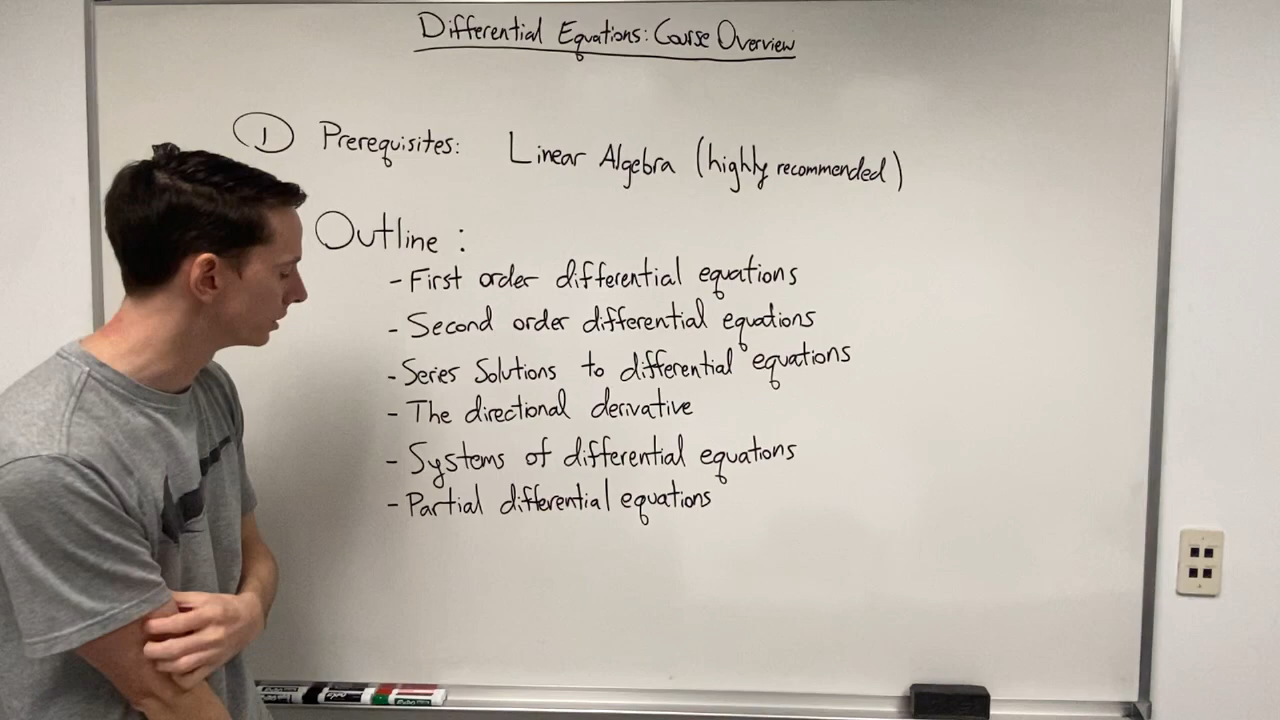 Differential Equations: Course Overview
① Prerequisites: Linear Algebra (highly recommended)
Outline:
- First order differential equations
- Second order differential equations
- Series Solutions to differential equations
- The directional derivative
- Systems of differential equations
- Partial differential equations